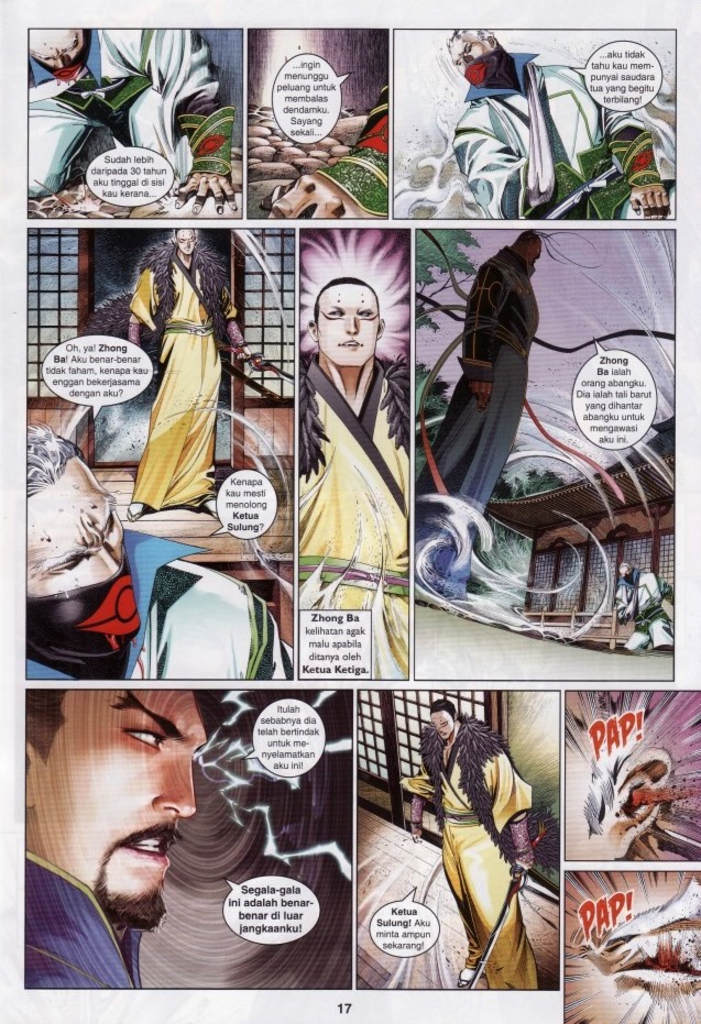 Sudah lebih
daripada 30 tahun
aku tinggal di sisi
kau kerana...
...ingin
menunggu
peluang untuk
membalas
dendamku.
Sayang
sekali...
...aku tidak
tahu kau mem-
punyai saudara
tua yang begitu
terbilang!
Oh, ya! Zhong
Ba! Aku benar-benar
tidak faham, kenapa kau
enggan bekerjasama
dengan aku?
Kenapa
kau mesti
menolong
Ketua
Sulung?
Zhong Ba
kelihatan agak
malu apabila
ditanya oleh
Ketua Ketiga.
Zhong
Ba ialah
orang abangku.
Dia ialah tali barut
yang dihantar
untuk
mengawasi
aku ini.
Itulah
sebabnya dia
telah bertindak
untuk me-
nyelamatkan
aku ini!
Segala-gala
ini adalah benar-
benar di luar
jangkaanku!
Ketua
Sulung! Aku
minta ampun
sekarang!
PAP!
PAP!
17